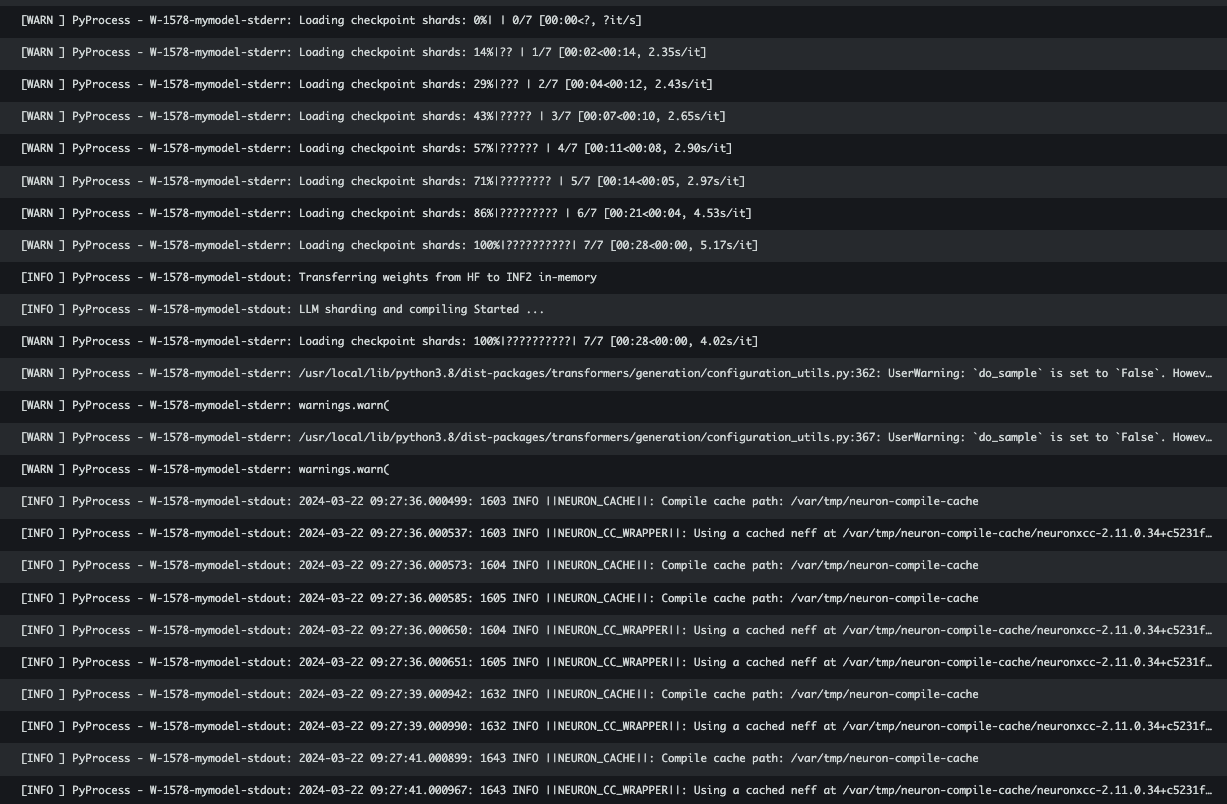 [WARN ] PyProcess - W-1578-mymodel-stderr: Loading checkpoint shards: 0%| | 0/7 [00:00<?, ?it/s]
[WARN ] PyProcess - W-1578-mymodel-stderr: Loading checkpoint shards: 14%|?? | 1/7 [00:02<00:14, 2.35s/it]
[WARN ] PyProcess - W-1578-mymodel-stderr: Loading checkpoint shards: 29%|??? | 2/7 [00:04<00:12, 2.43s/it]
[WARN ] PyProcess - W-1578-mymodel-stderr: Loading checkpoint shards: 43%|????? | 3/7 [00:07<00:10, 2.65s/it]
[WARN ] PyProcess - W-1578-mymodel-stderr: Loading checkpoint shards: 57%|?????? | 4/7 [00:11<00:08, 2.90s/it]
[WARN ] PyProcess - W-1578-mymodel-stderr: Loading checkpoint shards: 71%|???????? | 5/7 [00:14<00:05, 2.97s/it]
[WARN ] PyProcess - W-1578-mymodel-stderr: Loading checkpoint shards: 86%|????????? | 6/7 [00:21<00:04, 4.53s/it]
[WARN ] PyProcess - W-1578-mymodel-stderr: Loading checkpoint shards: 100%|??????????| 7/7 [00:28<00:00, 5.17s/it]
[INFO ] PyProcess - W-1578-mymodel-stdout: Transferring weights from HF to INF2 in-memory
[INFO ] PyProcess - W-1578-mymodel-stdout: LLM sharding and compiling Started ...
[WARN ] PyProcess - W-1578-mymodel-stderr: Loading checkpoint shards: 100%|??????????| 7/7 [00:28<00:00, 4.02s/it]
[WARN ] PyProcess - W-1578-mymodel-stderr: /usr/local/lib/python3.8/dist-packages/transformers/generation/configuration_utils.py:362: UserWarning: `do_sample` is set to `False`. Howev…
[WARN ] PyProcess - W-1578-mymodel-stderr: warnings.warn(
[WARN ] PyProcess - W-1578-mymodel-stderr: /usr/local/lib/python3.8/dist-packages/transformers/generation/configuration_utils.py:367: UserWarning: `do_sample` is set to `False`. Howev…
[WARN ] PyProcess - W-1578-mymodel-stderr: warnings.warn(
[INFO ] PyProcess - W-1578-mymodel-stdout: 2024-03-22 09:27:36.000499: 1603 INFO ||NEURON_CACHE||: Compile cache path: /var/tmp/neuron-compile-cache
[INFO ] PyProcess - W-1578-mymodel-stdout: 2024-03-22 09:27:36.000537: 1603 INFO ||NEURON_CC_WRAPPER||: Using a cached neff at /var/tmp/neuron-compile-cache/neuronxcc-2.11.0.34+c5231f…
[INFO ] PyProcess - W-1578-mymodel-stdout: 2024-03-22 09:27:36.000573: 1604 INFO ||NEURON_CACHE||: Compile cache path: /var/tmp/neuron-compile-cache
[INFO ] PyProcess - W-1578-mymodel-stdout: 2024-03-22 09:27:36.000585: 1605 INFO ||NEURON_CACHE||: Compile cache path: /var/tmp/neuron-compile-cache
[INFO ] PyProcess - W-1578-mymodel-stdout: 2024-03-22 09:27:36.000650: 1604 INFO ||NEURON_CC_WRAPPER||: Using a cached neff at /var/tmp/neuron-compile-cache/neuronxcc-2.11.0.34+c5231f…
[INFO ] PyProcess - W-1578-mymodel-stdout: 2024-03-22 09:27:36.000651: 1605 INFO ||NEURON_CC_WRAPPER||: Using a cached neff at /var/tmp/neuron-compile-cache/neuronxcc-2.11.0.34+c5231f…
[INFO ] PyProcess - W-1578-mymodel-stdout: 2024-03-22 09:27:39.000942: 1632 INFO ||NEURON_CACHE||: Compile cache path: /var/tmp/neuron-compile-cache
[INFO ] PyProcess - W-1578-mymodel-stdout: 2024-03-22 09:27:39.000990: 1632 INFO ||NEURON_CC_WRAPPER||: Using a cached neff at /var/tmp/neuron-compile-cache/neuronxcc-2.11.0.34+c5231f…
[INFO ] PyProcess - W-1578-mymodel-stdout: 2024-03-22 09:27:41.000899: 1643 INFO ||NEURON_CACHE||: Compile cache path: /var/tmp/neuron-compile-cache
[INFO ] PyProcess - W-1578-mymodel-stdout: 2024-03-22 09:27:41.000967: 1643 INFO ||NEURON_CC_WRAPPER||: Using a cached neff at /var/tmp/neuron-compile-cache/neuronxcc-2.11.0.34+c5231f…